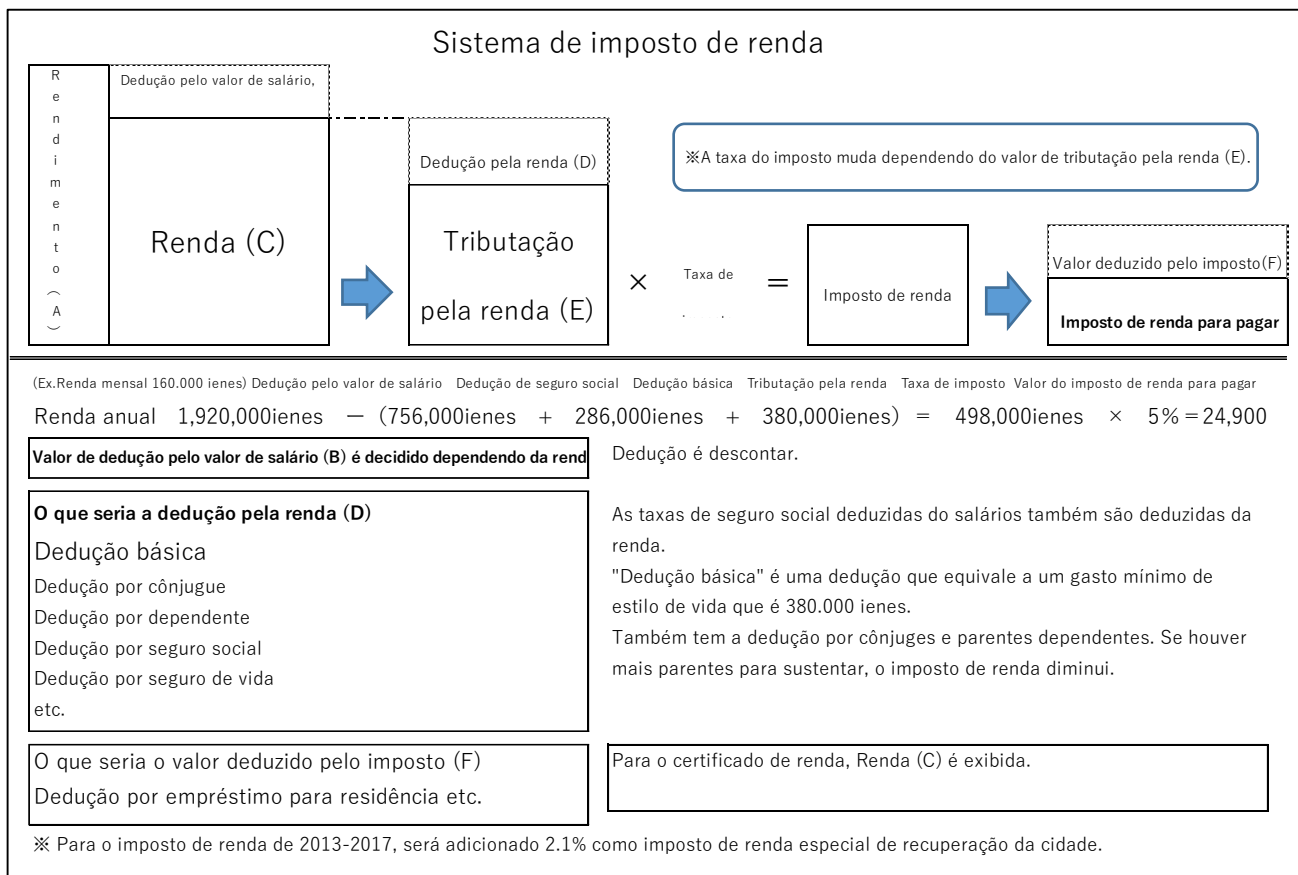 Sistema de imposto de renda
Rendimento(A)
Dedução pelo valor de salário,
Dedução pela renda (D)
※A taxa do imposto muda dependendo do valor de tributação pela renda (E).
Renda (C)
Tributação
pela renda (E)
×
Taxa de
=
Imposto de renda
Valor deduzido pelo imposto(F)
Imposto de renda para pagar
(Ex.Renda mensal 160.000 ienes) Dedução pelo valor de salário Dedução de seguro social Dedução básica Tributação pela renda Taxa de imposto Valor do imposto de renda para pagar
Renda anual 1,920,000ienes － (756,000ienes + 286,000ienes + 380,000ienes) = 498,000ienes × 5%＝24,900
Valor de dedução pelo valor de salário (B) é decidido dependendo da rend
Dedução é descontar.
O que seria a dedução pela renda (D)
Dedução básica
Dedução por cônjugue
Dedução por dependente
Dedução por seguro social
Dedução por seguro de vida
etc.
As taxas de seguro social deduzidas do salários também são deduzidas da
renda.
"Dedução básica" é uma dedução que equivale a um gasto mínimo de
estilo de vida que é 380.000 ienes.
Também tem a dedução por cônjuges e parentes dependentes. Se houver
mais parentes para sustentar, o imposto de renda diminui.
O que seria o valor deduzido pelo imposto (F)
Dedução por empréstimo para residência etc.
Para o certificado de renda, Renda (C) é exibida.
※ Para o imposto de renda de 2013-2017, será adicionado 2.1% como imposto de renda especial de recuperação da cidade.